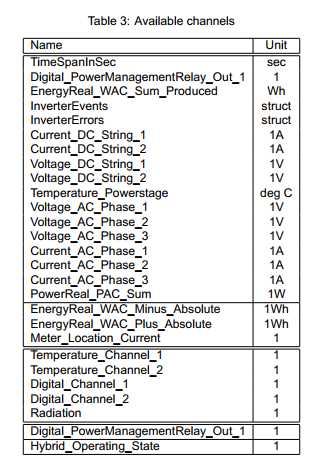 Table 3: Available channels
Name Unit
TimeSpanInSec sec
Digital_PowerManagementRelay_Out_1 1
EnergyReal_WAC_Sum_Produced Wh
InverterEvents struct
InverterErrors struct
Current_DC_String_1 1A
Current_DC_String_2 1A
Voltage_DC_String_1 1V
Voltage_DC_String_2 1V
Temperature_Powerstage deg C
Voltage_AC_Phase_1 1V
Voltage_AC_Phase_2 1V
Voltage_AC_Phase_3 1V
Current_AC_Phase_1 1A
Current_AC_Phase_2 1A
Current_AC_Phase_3 1A
PowerReal_PAC_Sum 1W
EnergyReal_WAC_Minus_Absolute 1Wh
EnergyReal_WAC_Plus_Absolute 1Wh
Meter_Location_Current 1
Temperature_Channel_1 1
Temperature_Channel_2 1
Digital_Channel_1 1
Digital_Channel_2 1
Radiation 1
Digital_PowerManagementRelay_Out_1 1
Hybrid_Operating_State 1